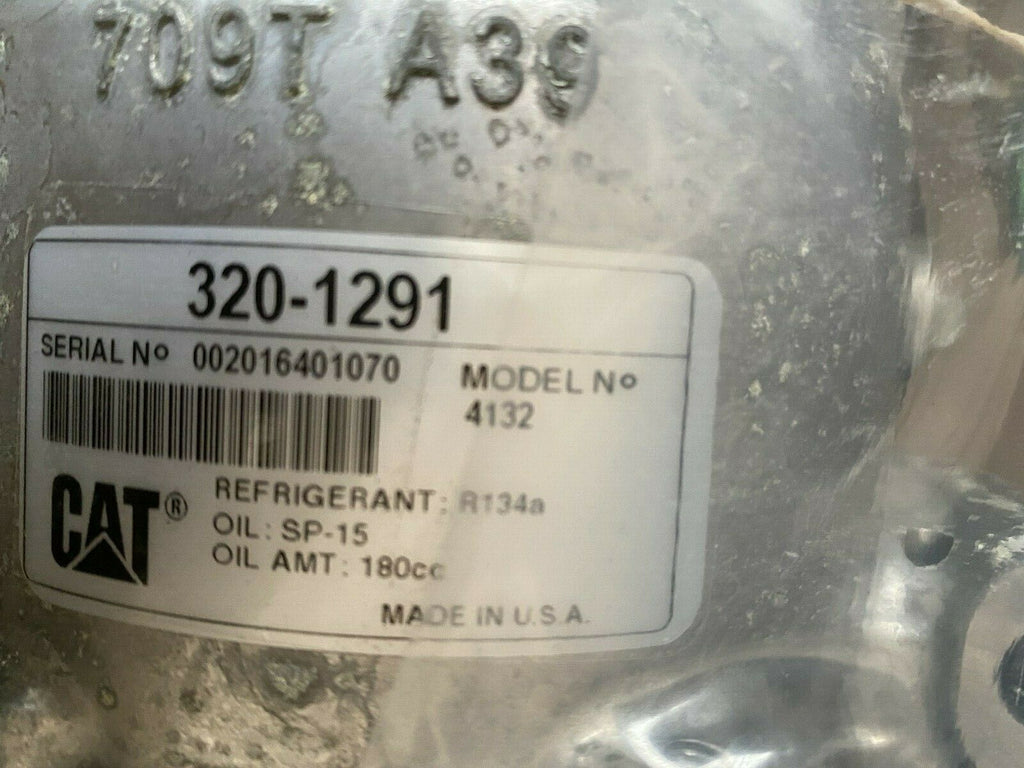 709T A39
320-1291
SERIAL Nº 002016401070
MODEL Nº
4132
CAT®
REFRIGERANT: R134a
OIL: SP-15
OIL AMT: 180cc
MADE IN U.S.A.